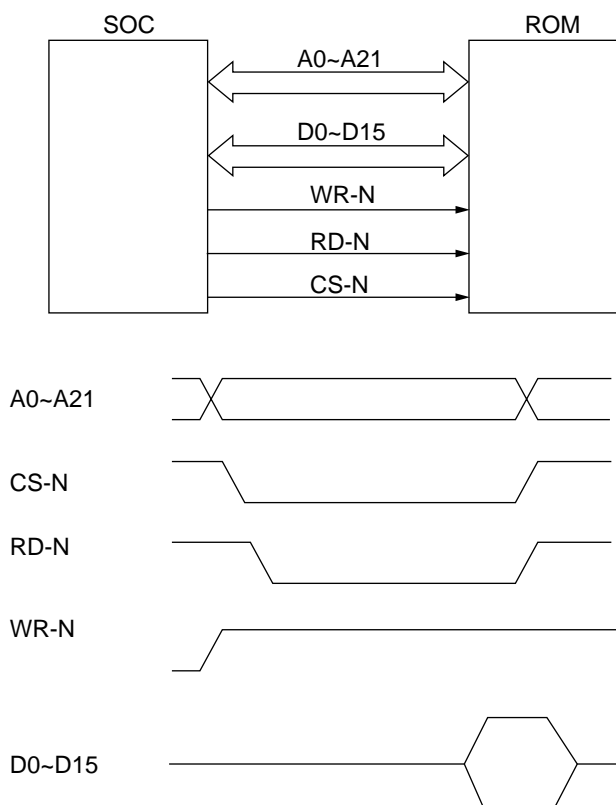 SOC
ROM
A0~A21
D0~D15
WR-N
RD-N
CS-N
A0~A21
CS-N
RD-N
WR-N
D0~D15